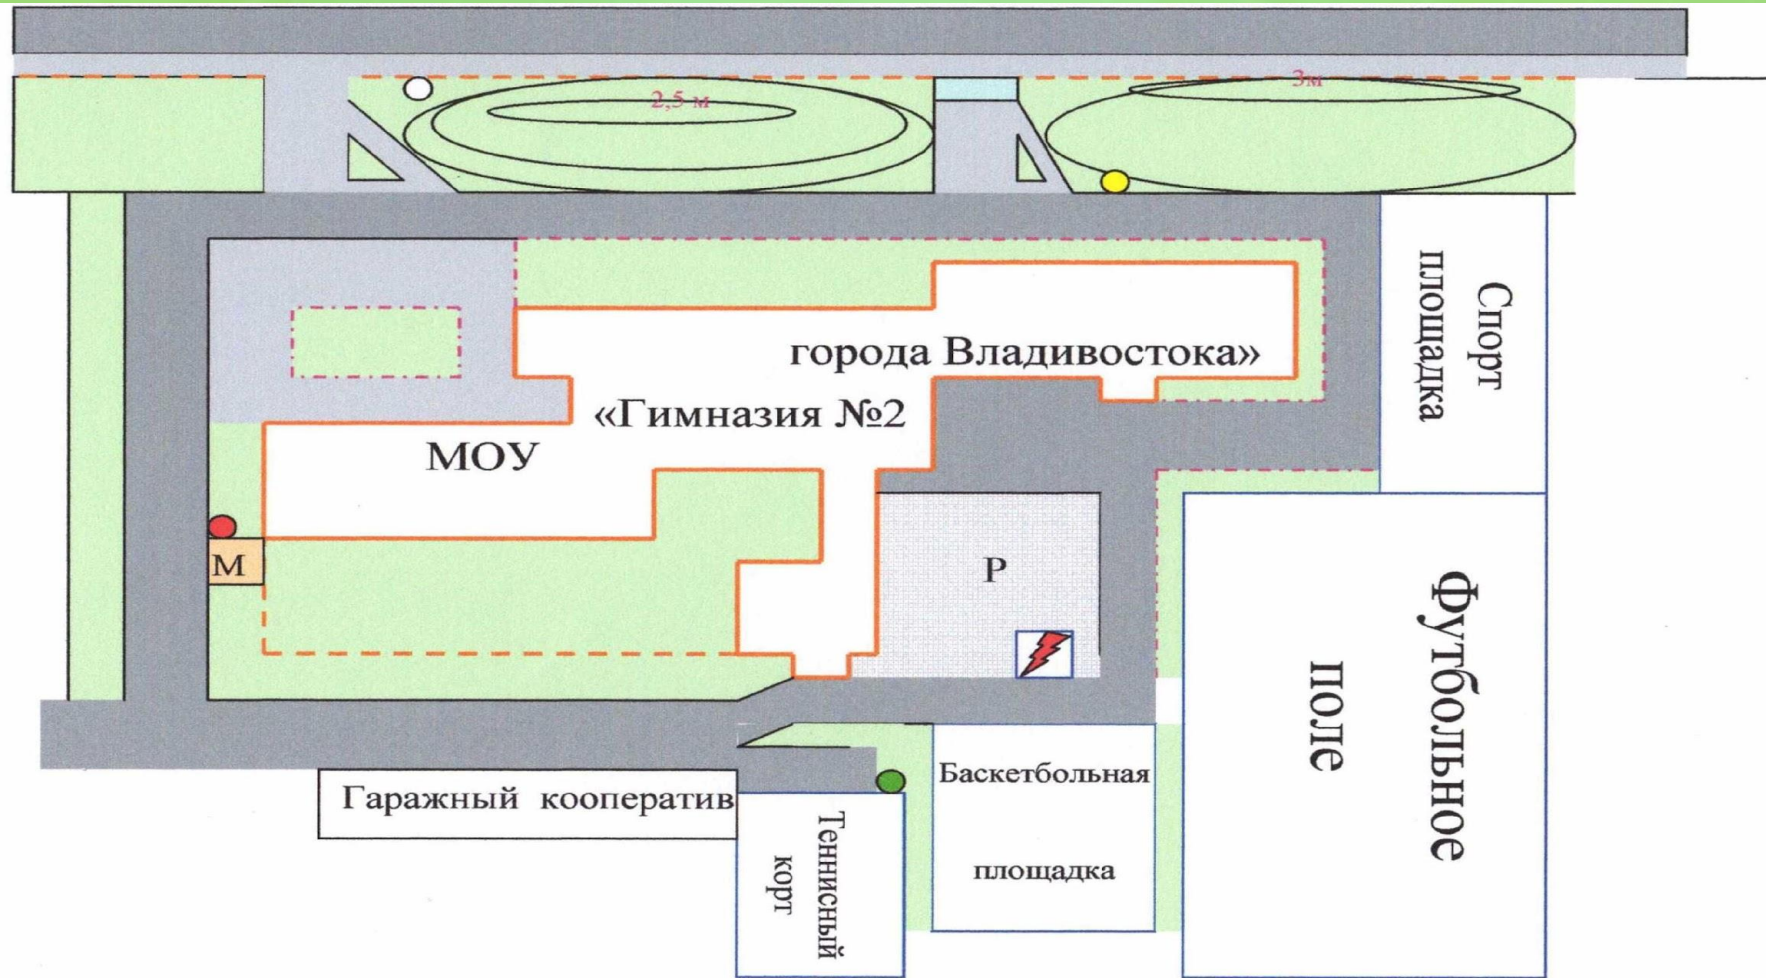 2,5 м
3м
Спорт
площадка
города Владивостока»
«Гимназия №2
МОУ
М
Р
Футбольное
поле
Баскетбольная
площадка
Гаражный кооператив
Теннисный
корт